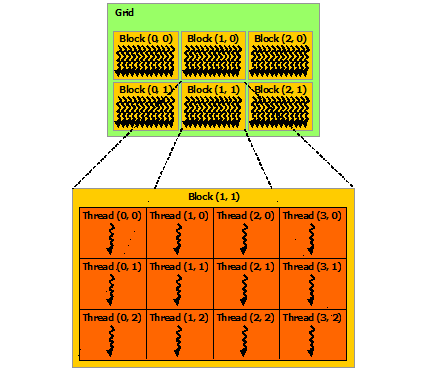 Grid
Block (0, 0) Block (1, 0) Block (2, 0)
Block (0, 1) Block (1, 1) Block (2, 1)
Block (1, 1)
Thread (0, 0) Thread (1, 0) Thread (2, 0) Thread (3, 0)
Thread (0, 1) Thread (1, 1) Thread (2, 1) Thread (3, 1)
Thread (0, 2) Thread (1, 2) Thread (2, 2) Thread (3, 2)